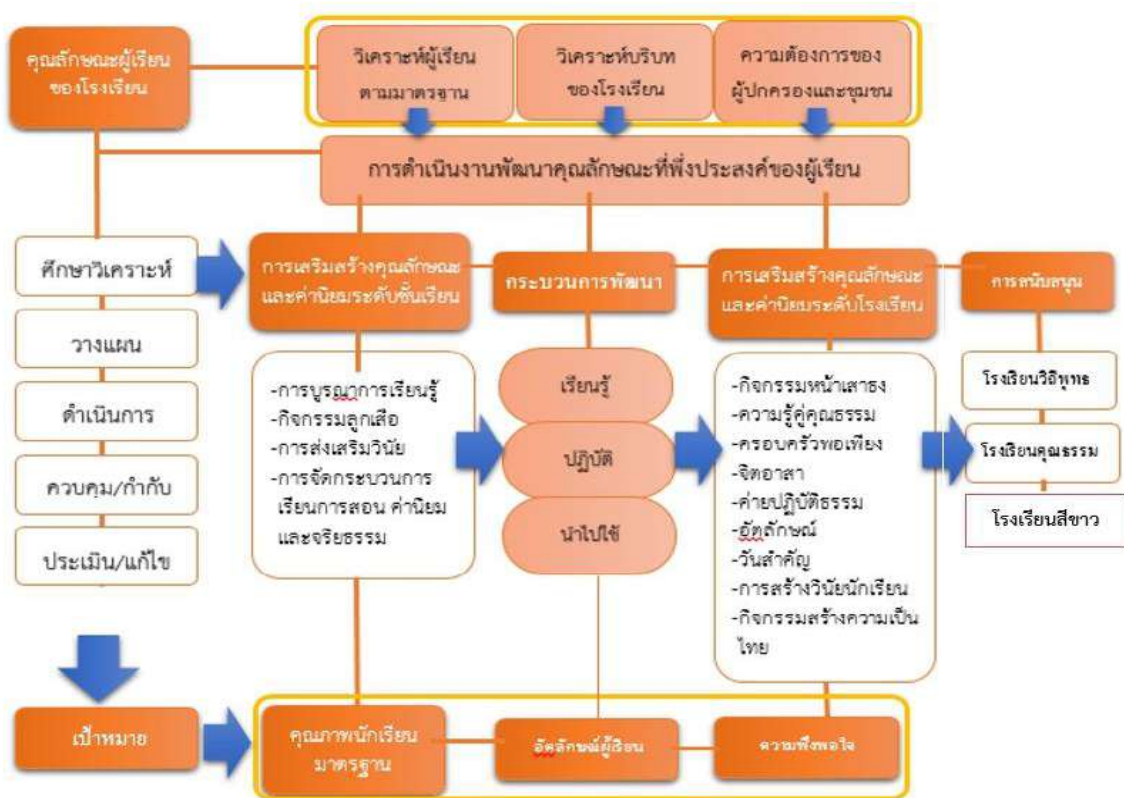 คุณลักษณะผู้เรียน
ของโรงเรียน
วิเคราะห์ผู้เรียน
ตามมาตรฐาน
วิเคราะห์บริบท
ของโรงเรียน
ความต้องการของ
ผู้ปกครองและชุมชน
การดำเนินงานพัฒนาคุณลักษณะที่พึ่งประสงค์ของผู้เรียน
ศึกษาวิเคราะห์
วางแผน
ดำเนินการ
ควบคุม/กำกับ
ประเมิน/แก้ไข
การเสริมสร้างคุณลักษณะ
และค่านิยมระดับชั้นเรียน
กระบวนการพัฒนา
การเสริมสร้างคุณลักษณะ
และค่านิยมระดับโรงเรียน
การสนับสนุน
-การบูรณาการเรียนรู้
-กิจกรรมลูกเสือ
-การส่งเสริมวินัย
-การจัดกระบวนการ
เรียนการสอน ค่านิยม
และจริยธรรม
เรียนรู้
ปฏิบัติ
นำไปใช้
-กิจกรรมหน้าเสาธง
-ความรู้คู่คุณธรรม
-ครอบครัวพอเพียง
-จิตอาสา
-ค่ายปฏิบัติธรรม
-อัตลักษณ์
-วันสำคัญ
-การสร้างวินัยนักเรียน
-กิจกรรมสร้างความเป็น
ไทย
โรงเรียนวิถีพุทธ
โรงเรียนคุณธรรม
โรงเรียนสีขาว
เป้าหมาย
คุณภาพนักเรียน
มาตรฐาน
อัตลักษณ์ผู้เรียน
ความพึงพอใจ